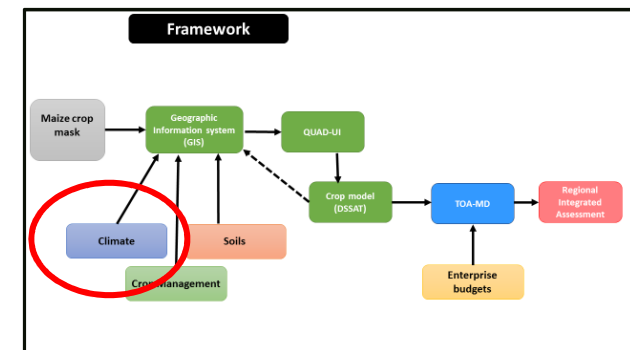 Framework
Maize crop
mask
Geographic
Information system
(GIS)
QUAD-UI
Crop model
(DSSAT)
TOA-MD
Regional
Integrated
Assessment
Climate
Soils
Crop Management
Enterprise
budgets